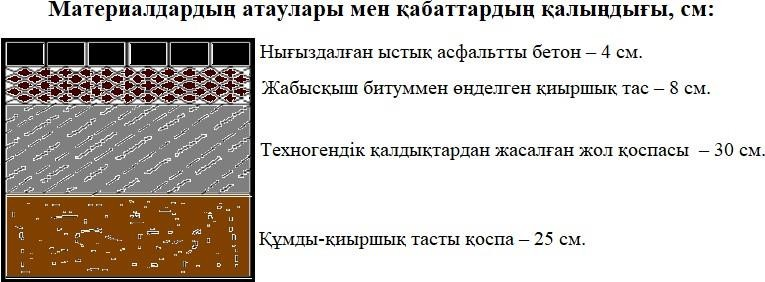 Материалдардың атаулары мен қабаттардың қалыңдығы, см:
Нығыздалған ыстық асфальтты бетон – 4 см.
Жабысқыш битуммен өнделген қиыршық тас – 8 см.
Техногендік қалдықтардан жасалған жол қоспасы – 30 см.
Құмды-қиыршық тасты қоспа – 25 см.